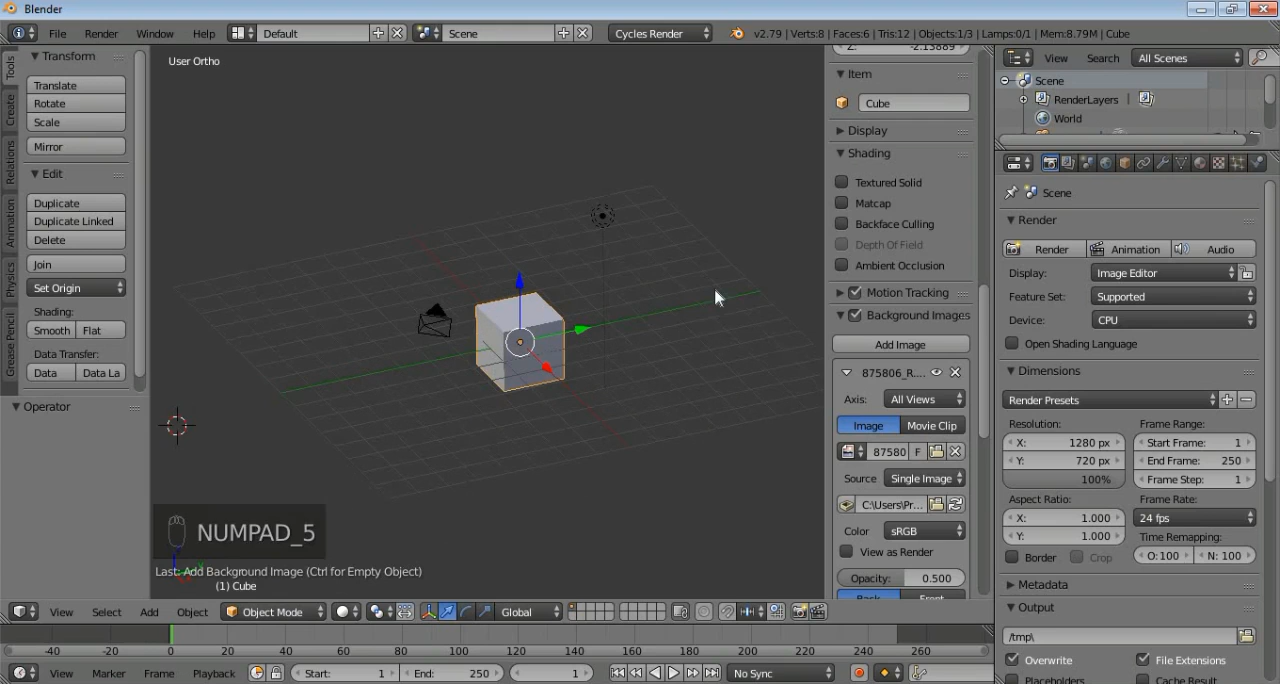 Blender
File Render Window Help Default Scene Cycles Render v2.79 | Verts:8 | Faces:6 | Tris:12 | Objects:1/3 | Lamps:0/1 | Mem:8.79M | Cube
User Ortho
Tools
Create
Relations
Animation
Physics
Grease Pencil
Transform
Translate
Rotate
Scale
Mirror
Edit
Duplicate
Duplicate Linked
Delete
Join
Set Origin
Shading:
Smooth Flat
Data Transfer:
Data Data La
Operator
NUMPAD_5
Last: Add Background Image (Ctrl for Empty Object)
(1) Cube
Z: -2.13889
Item
Cube
Display
Shading
Textured Solid
Matcap
Backface Culling
Depth Of Field
Ambient Occlusion
Motion Tracking
Background Images
Add Image
875806_R....
Axis: All Views
Image Movie Clip
87580 F
Source Single Image
C:\Users\Pr...
Color sRGB
View as Render
Opacity: 0.500
Back Front
View Search All Scenes
Scene
RenderLayers |
World
Scene
Render
Render Animation Audio
Display: Image Editor
Feature Set: Supported
Device: CPU
Open Shading Language
Dimensions
Render Presets
Resolution: Frame Range:
X: 1280 px Start Frame: 1
Y: 720 px End Frame: 250
100% Frame Step: 1
Aspect Ratio: Frame Rate:
X: 1.000 24 fps
Y: 1.000 Time Remapping:
Border Crop O: 100 N: 100
Metadata
Output
/tmp\
Overwrite File Extensions
Placeholders Cache Result
View Select Add Object Object Mode Global
-40 -20 0 20 40 60 80 100 120 140 160 180 200 220 240 260
View Marker Frame Playback Start: 1 End: 250 1 No Sync